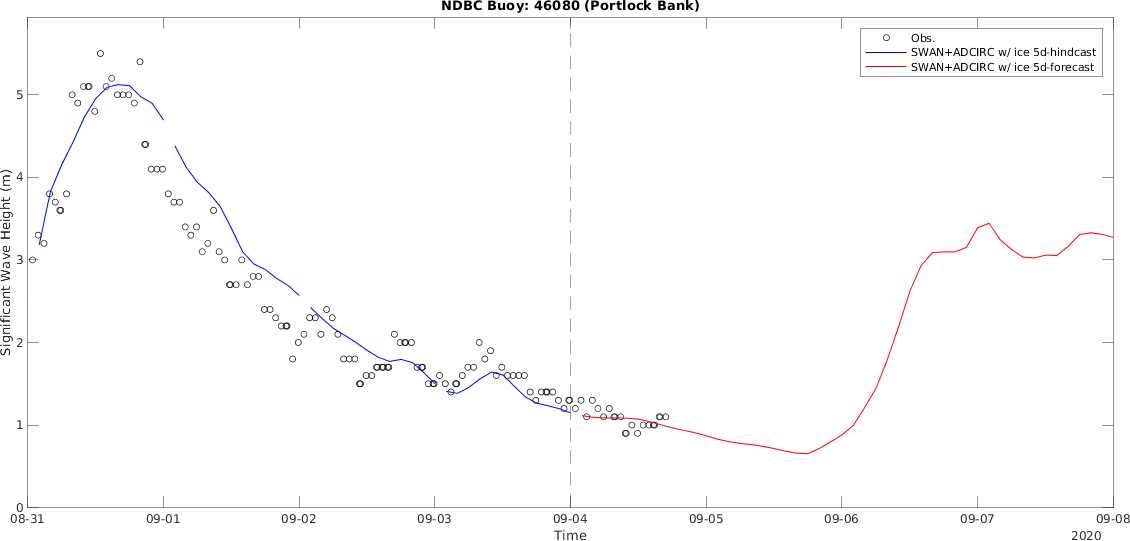 NDBC Buoy: 46080 (Portlock Bank)
Obs.
SWAN+ADCIRC w/ ice 5d-hindcast
SWAN+ADCIRC w/ ice 5d-forecast
Significant Wave Height (m)
5
4
3
2
1
0
08-31
09-01
09-02
09-03
09-04
09-05
09-06
09-07
09-08
Time
2020